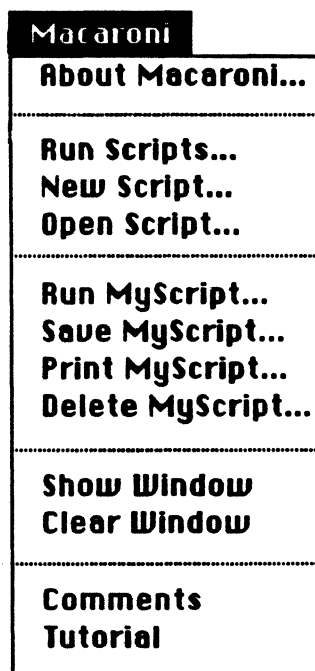 Macaroni
About Macaroni...
Run Scripts...
New Script...
Open Script...
Run MyScript...
Save MyScript...
Print MyScript...
Delete MyScript...
Show Window
Clear Window
Comments
Tutorial